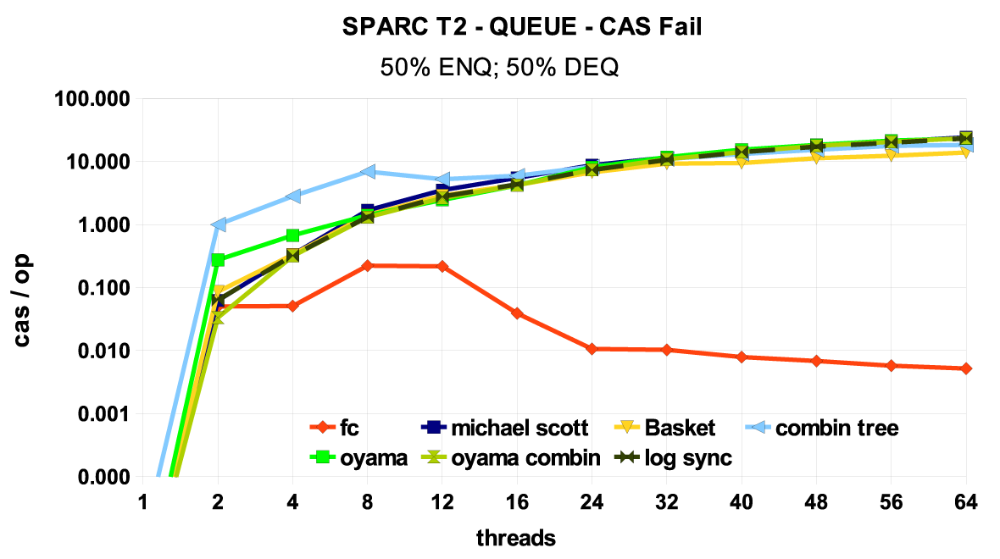 SPARC T2 - QUEUE - CAS Fail
50% ENQ; 50% DEQ
100.000
10.000
1.000
0.100
0.010
0.001
0.000
cas / op
fc michael scott Basket combin tree
oyama oyama combin log sync
1 2 4 8 12 16 24 32 40 48 56 64
threads